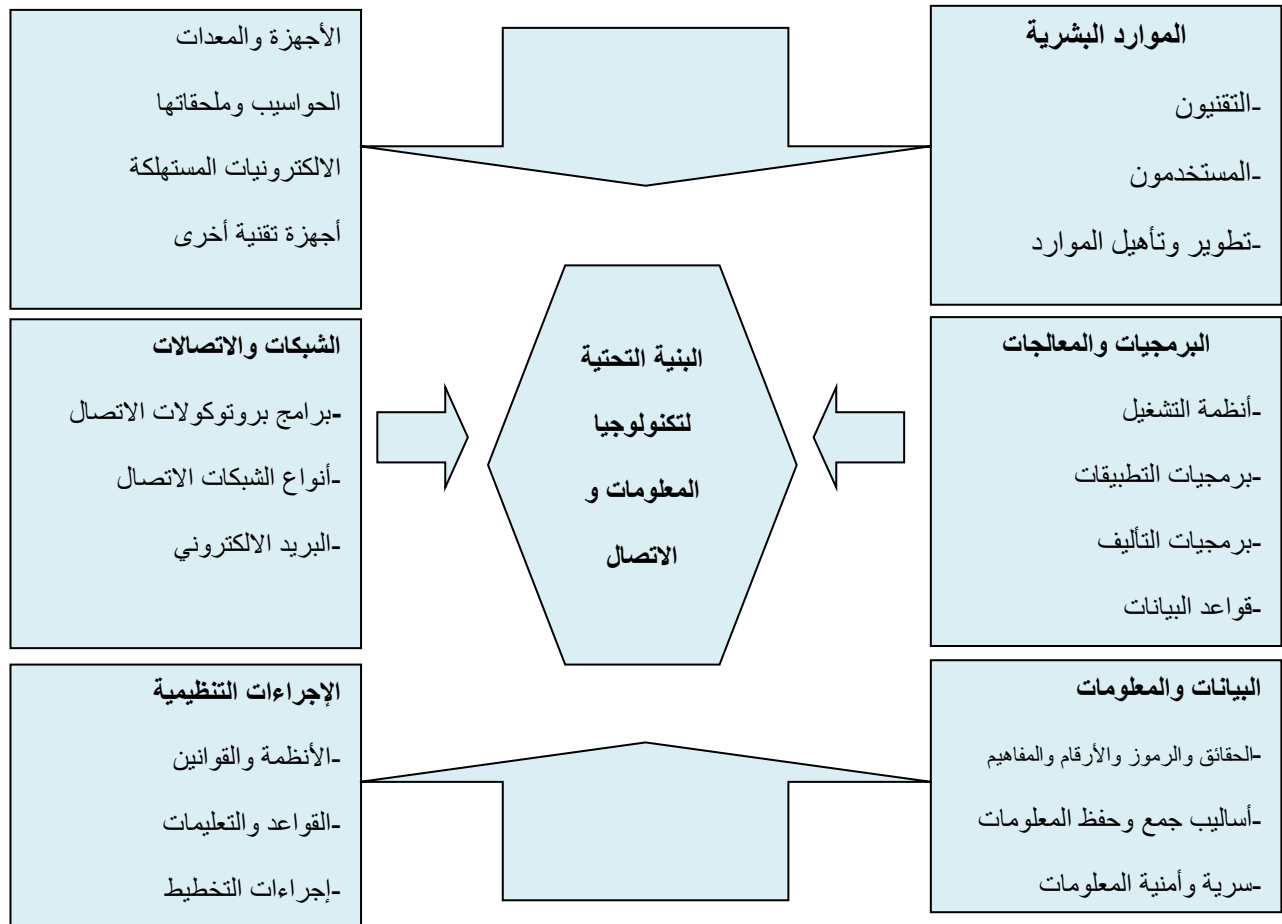 الموارد البشرية
-التقنيون
-المستخدمون
-تطوير وتأهيل الموارد
الأجهزة والمعدات
الحواسيب وملحقاتها
الالكترونيات المستهلكة
أجهزة تقنية أخرى
البرمجيات والمعالجات
-أنظمة التشغيل
-برمجيات التطبيقات
-برمجيات التأليف
-قواعد البيانات
البنية التحتية
لتكنولوجيا
المعلومات و
الاتصال
الشبكات والاتصالات
-برامج بروتوكولات الاتصال
-أنواع الشبكات الاتصال
-البريد الالكتروني
البيانات والمعلومات
-الحقائق والرموز والأرقام والمفاهيم
-أساليب جمع وحفظ المعلومات
-سرية وأمنية المعلومات
الإجراءات التنظيمية
-الأنظمة والقوانين
-القواعد والتعليمات
-إجراءات التخطيط